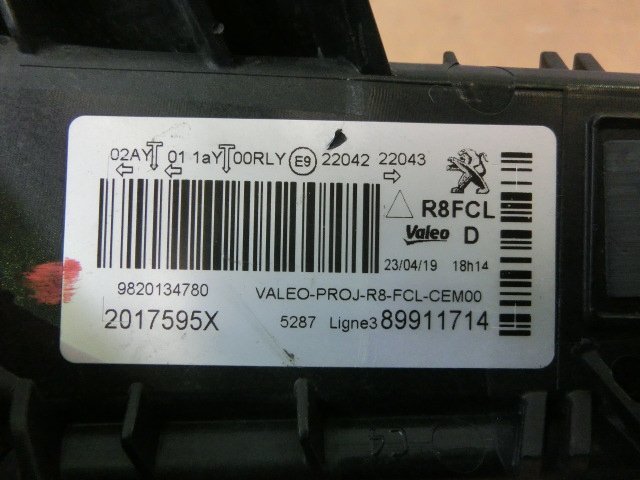 02AY 01 1aY 00RLY E9 22042 22043
R8FCL
Valeo D
23/04/19 18h14
9820134780 VALEO-PROJ-R8-FCL-CEM00
2017595X 5287 Ligne3 89911714